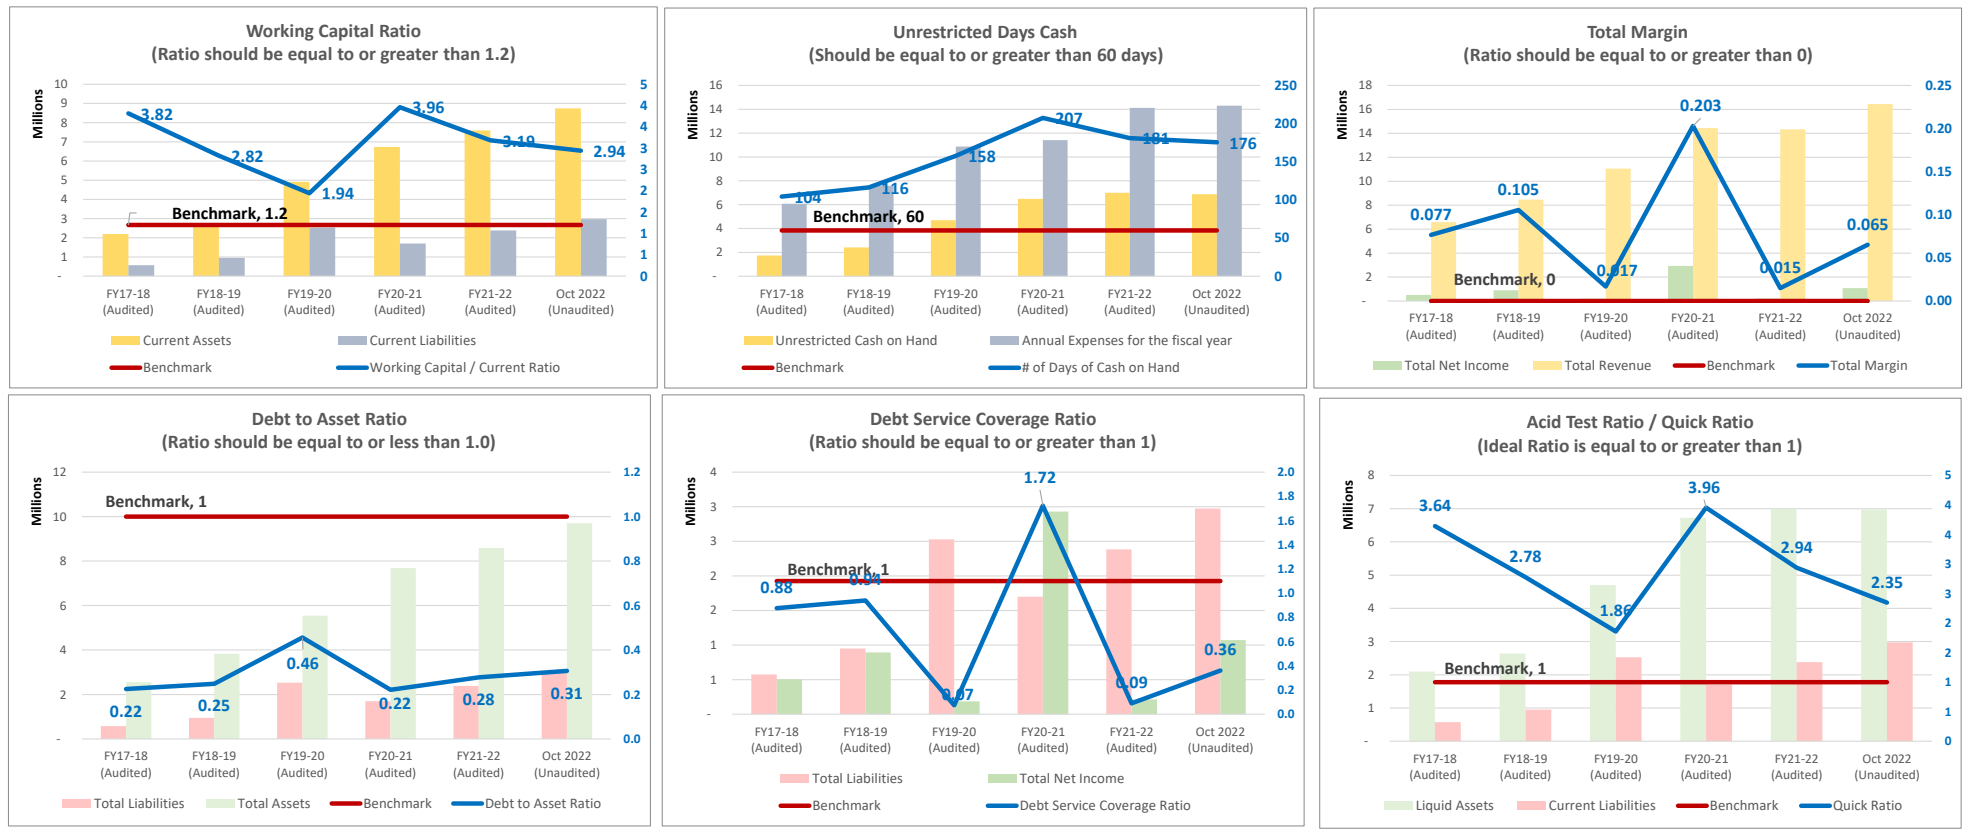 Working Capital Ratio
(Ratio should be equal to or greater than 1.2)
Millions
10
9
8
7
6
5
4
3
2
1
-
5
4
4
3
3
2
2
1
1
0
3.82
2.82
1.94
3.96
3.19
2.94
Benchmark, 1.2
FY17-18 (Audited)
FY18-19 (Audited)
FY19-20 (Audited)
FY20-21 (Audited)
FY21-22 (Audited)
Oct 2022 (Unaudited)
Current Assets
Current Liabilities
Benchmark
Working Capital / Current Ratio
Unrestricted Days Cash
(Should be equal to or greater than 60 days)
Millions
16
14
12
10
8
6
4
2
-
250
200
150
100
50
0
104
116
158
207
181
176
Benchmark, 60
FY17-18 (Audited)
FY18-19 (Audited)
FY19-20 (Audited)
FY20-21 (Audited)
FY21-22 (Audited)
Oct 2022 (Unaudited)
Unrestricted Cash on Hand
Annual Expenses for the fiscal year
Benchmark
# of Days of Cash on Hand
Total Margin
(Ratio should be equal to or greater than 0)
Millions
18
16
14
12
10
8
6
4
2
-
0.25
0.20
0.15
0.10
0.05
0.00
0.077
0.105
0.017
0.203
0.015
0.065
Benchmark, 0
FY17-18 (Audited)
FY18-19 (Audited)
FY19-20 (Audited)
FY20-21 (Audited)
FY21-22 (Audited)
Oct 2022 (Unaudited)
Total Net Income
Total Revenue
Benchmark
Total Margin
Debt to Asset Ratio
(Ratio should be equal to or less than 1.0)
Millions
12
10
8
6
4
2
-
1.2
1.0
0.8
0.6
0.4
0.2
0.0
Benchmark, 1
0.22
0.25
0.46
0.22
0.28
0.31
FY17-18 (Audited)
FY18-19 (Audited)
FY19-20 (Audited)
FY20-21 (Audited)
FY21-22 (Audited)
Oct 2022 (Unaudited)
Total Liabilities
Total Assets
Benchmark
Debt to Asset Ratio
Debt Service Coverage Ratio
(Ratio should be equal to or greater than 1)
Millions
4
3
3
2
2
1
1
-
2.0
1.8
1.6
1.4
1.2
1.0
0.8
0.6
0.4
0.2
0.0
Benchmark, 1
0.88
0.94
0.07
1.72
0.09
0.36
FY17-18 (Audited)
FY18-19 (Audited)
FY19-20 (Audited)
FY20-21 (Audited)
FY21-22 (Audited)
Oct 2022 (Unaudited)
Total Liabilities
Total Net Income
Benchmark
Debt Service Coverage Ratio
Acid Test Ratio / Quick Ratio
(Ideal Ratio is equal to or greater than 1)
Millions
8
7
6
5
4
3
2
1
-
5
4
4
3
3
2
2
1
1
0
3.64
2.78
1.86
3.96
2.94
2.35
Benchmark, 1
FY17-18 (Audited)
FY18-19 (Audited)
FY19-20 (Audited)
FY20-21 (Audited)
FY21-22 (Audited)
Oct 2022 (Unaudited)
Liquid Assets
Current Liabilities
Benchmark
Quick Ratio